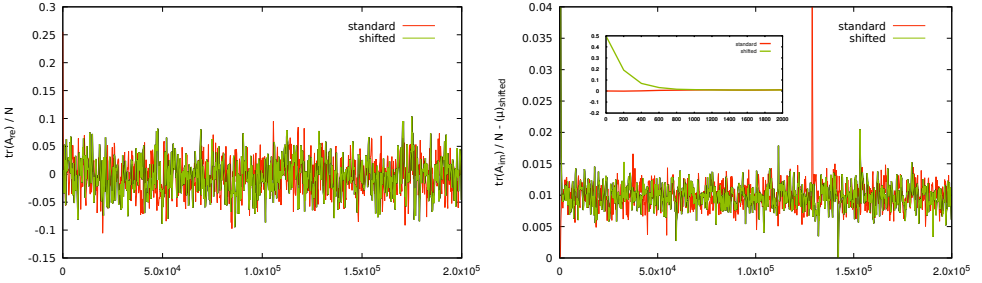 0.3
0.25
0.2
0.15
0.1
0.05
0
-0.05
-0.1
-0.15
tr(A_re) / N
standard
shifted
0 5.0x10^4 1.0x10^5 1.5x10^5 2.0x10^5
0.04
0.035
0.03
0.025
0.02
0.015
0.01
0.005
0
tr(A_im) / N - (μ)_shifted
standard
shifted
0.5
0.4
0.3
0.2
0.1
0
-0.1
-0.2
standard
shifted
0 200 400 600 800 1000 1200 1400 1600 1800 2000
0 5.0x10^4 1.0x10^5 1.5x10^5 2.0x10^5